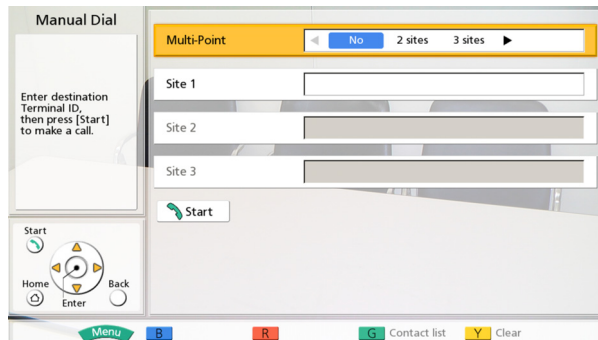 Manual Dial
Enter destination
Terminal ID,
then press [Start]
to make a call.
Multi-Point No 2 sites 3 sites
Site 1
Site 2
Site 3
Start
Start
Home
Enter
Back
Menu B R G Contact list Y Clear